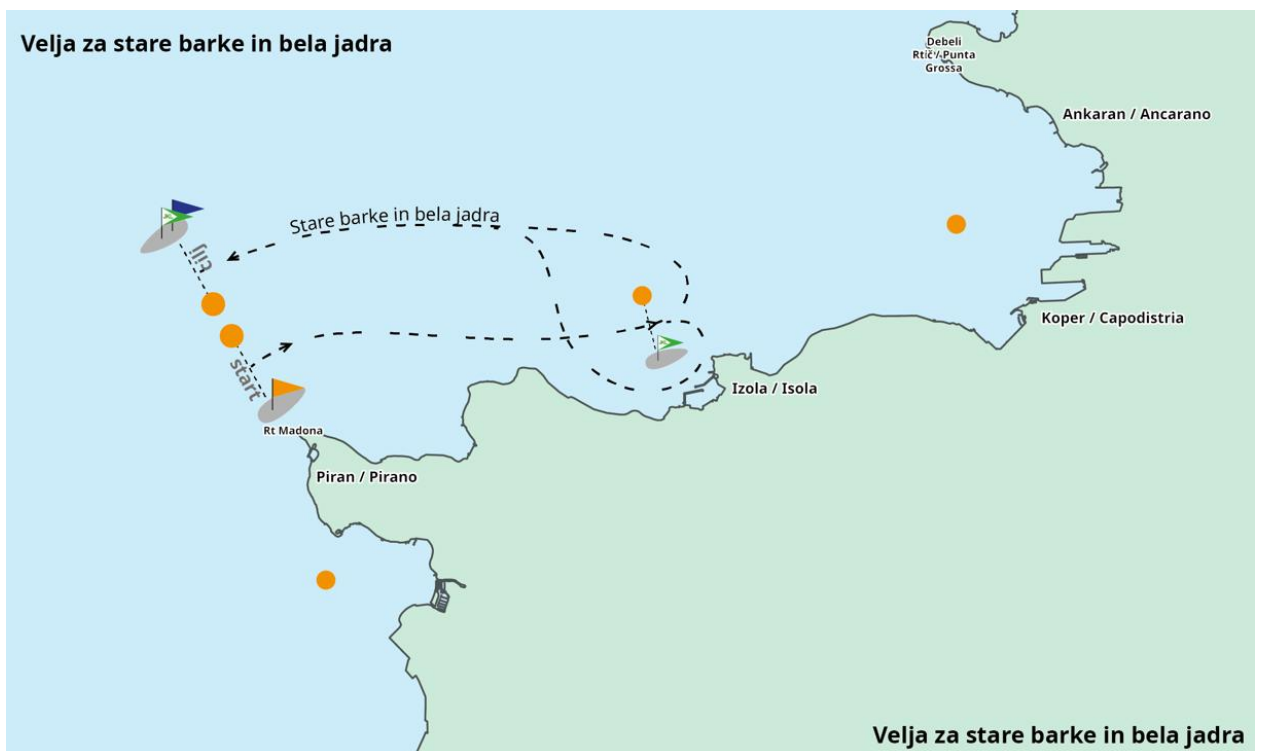 Velja za stare barke in bela jadra
Debeli
Rtič / Punta
Grossa
Ankaran / Ancarano
Stare barke in bela jadra
cilj
Koper / Capodistria
start
Izola / Isola
Rt Madona
Piran / Pirano
Velja za stare barke in bela jadra